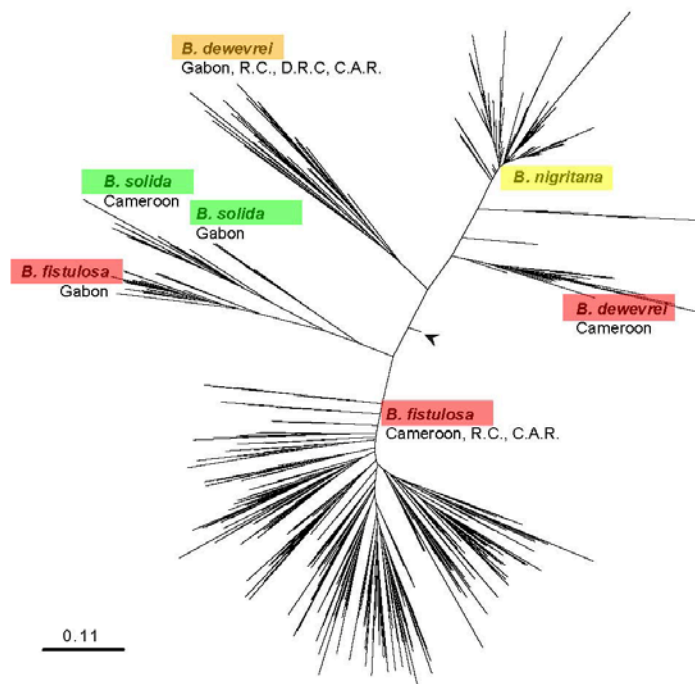 B. dewevrei
Gabon, R.C., D.R.C, C.A.R.
B. nigritana
B. solida
Cameroon
B. solida
Gabon
B. fistulosa
Gabon
B. dewevrei
Cameroon
B. fistulosa
Cameroon, R.C., C.A.R.
0.11